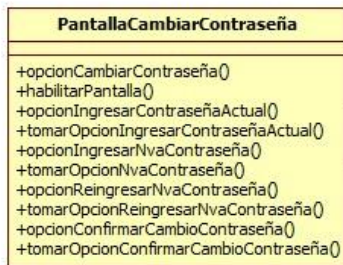 PantallaCambiarContraseña
+opcionCambiarContraseña()
+habilitarPantalla()
+opcionIngresarContraseñaActual()
+tomarOpcionIngresarContraseñaActual()
+opcionIngresarNvaContraseña()
+tomarOpcionNvaContraseña()
+opcionReingresarNvaContraseña()
+tomarOpcionReingresarNvaContraseña()
+opcionConfirmarCambioContraseña()
+tomarOpcionConfirmarCambioContraseña()